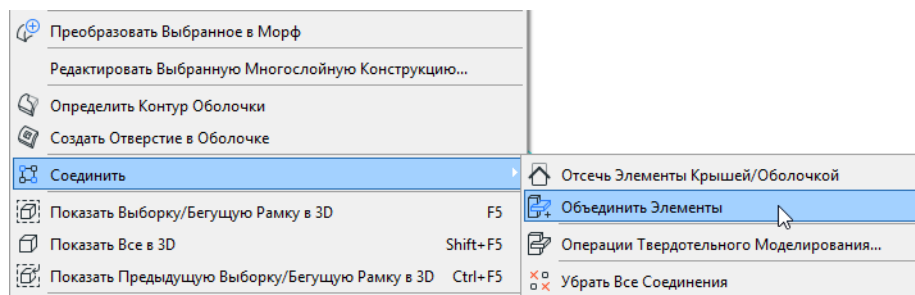 Преобразовать Выбранное в Морф
Редактировать Выбранную Многослойную Конструкцию...
Определить Контур Оболочки
Создать Отверстие в Оболочке
Соединить
Показать Выборку/Бегущую Рамку в 3D F5
Показать Все в 3D Shift+F5
Показать Предыдущую Выборку/Бегущую Рамку в 3D Ctrl+F5
Отсечь Элементы Крышей/Оболочкой
Объединить Элементы
Операции Твердотельного Моделирования...
Убрать Все Соединения